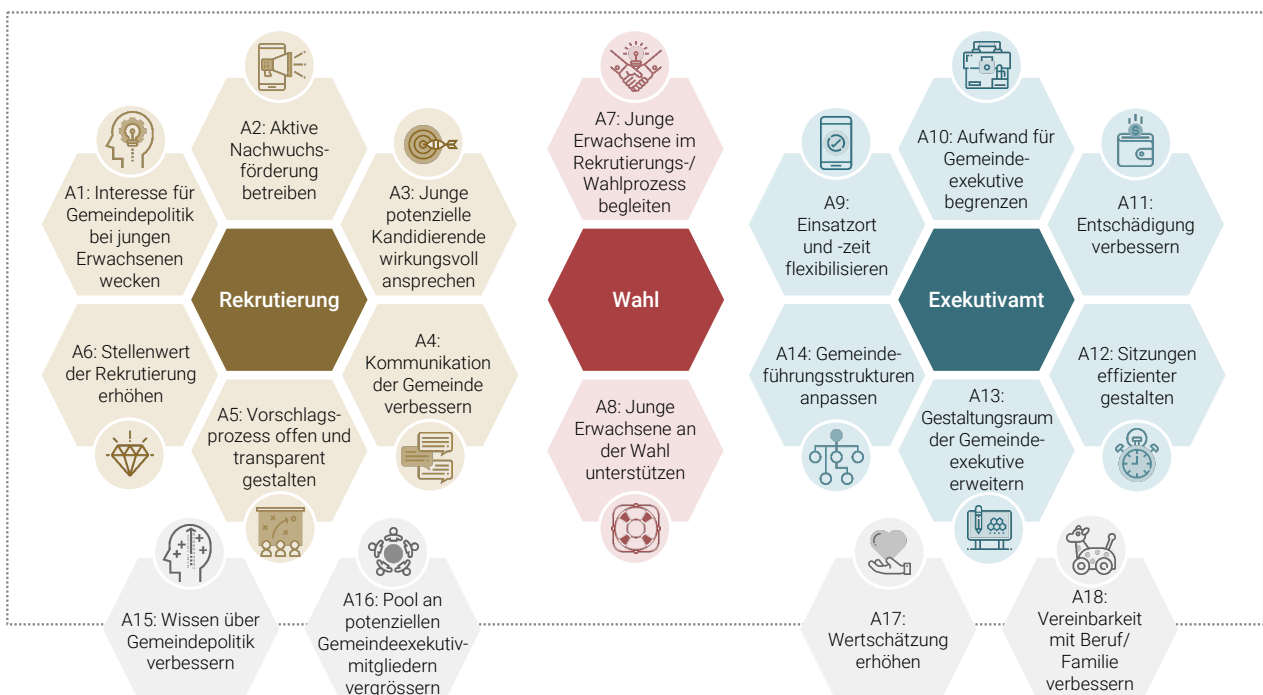 A1: Interesse für
Gemeindepolitik
bei jungen
Erwachsenen
wecken
A2: Aktive
Nachwuchs-
förderung
betreiben
A3: Junge
potenzielle
Kandidierende
wirkungsvoll
ansprechen
Rekrutierung
A6: Stellenwert
der Rekrutierung
erhöhen
A5: Vorschlags-
prozess offen und
transparent
gestalten
A4:
Kommunikation
der Gemeinde
verbessern
A7: Junge
Erwachsene im
Rekrutierungs-/
Wahlprozess
begleiten
Wahl
A8: Junge
Erwachsene an
der Wahl
unterstützen
A9:
Einsatzort
und -zeit
flexibilisieren
A10: Aufwand für
Gemeinde-
exekutive
begrenzen
A11:
Entschädigung
verbessern
Exekutivamt
A14: Gemeinde-
führungsstrukturen
anpassen
A13:
Gestaltungsraum
der Gemeinde-
exekutive
erweitern
A12: Sitzungen
effizienter
gestalten
A15: Wissen über
Gemeindepolitik
verbessern
A16: Pool an
potenziellen
Gemeindeexekutiv-
mitgliedern
vergrössern
A17:
Wertschätzung
erhöhen
A18:
Vereinbarkeit
mit Beruf/
Familie
verbessern